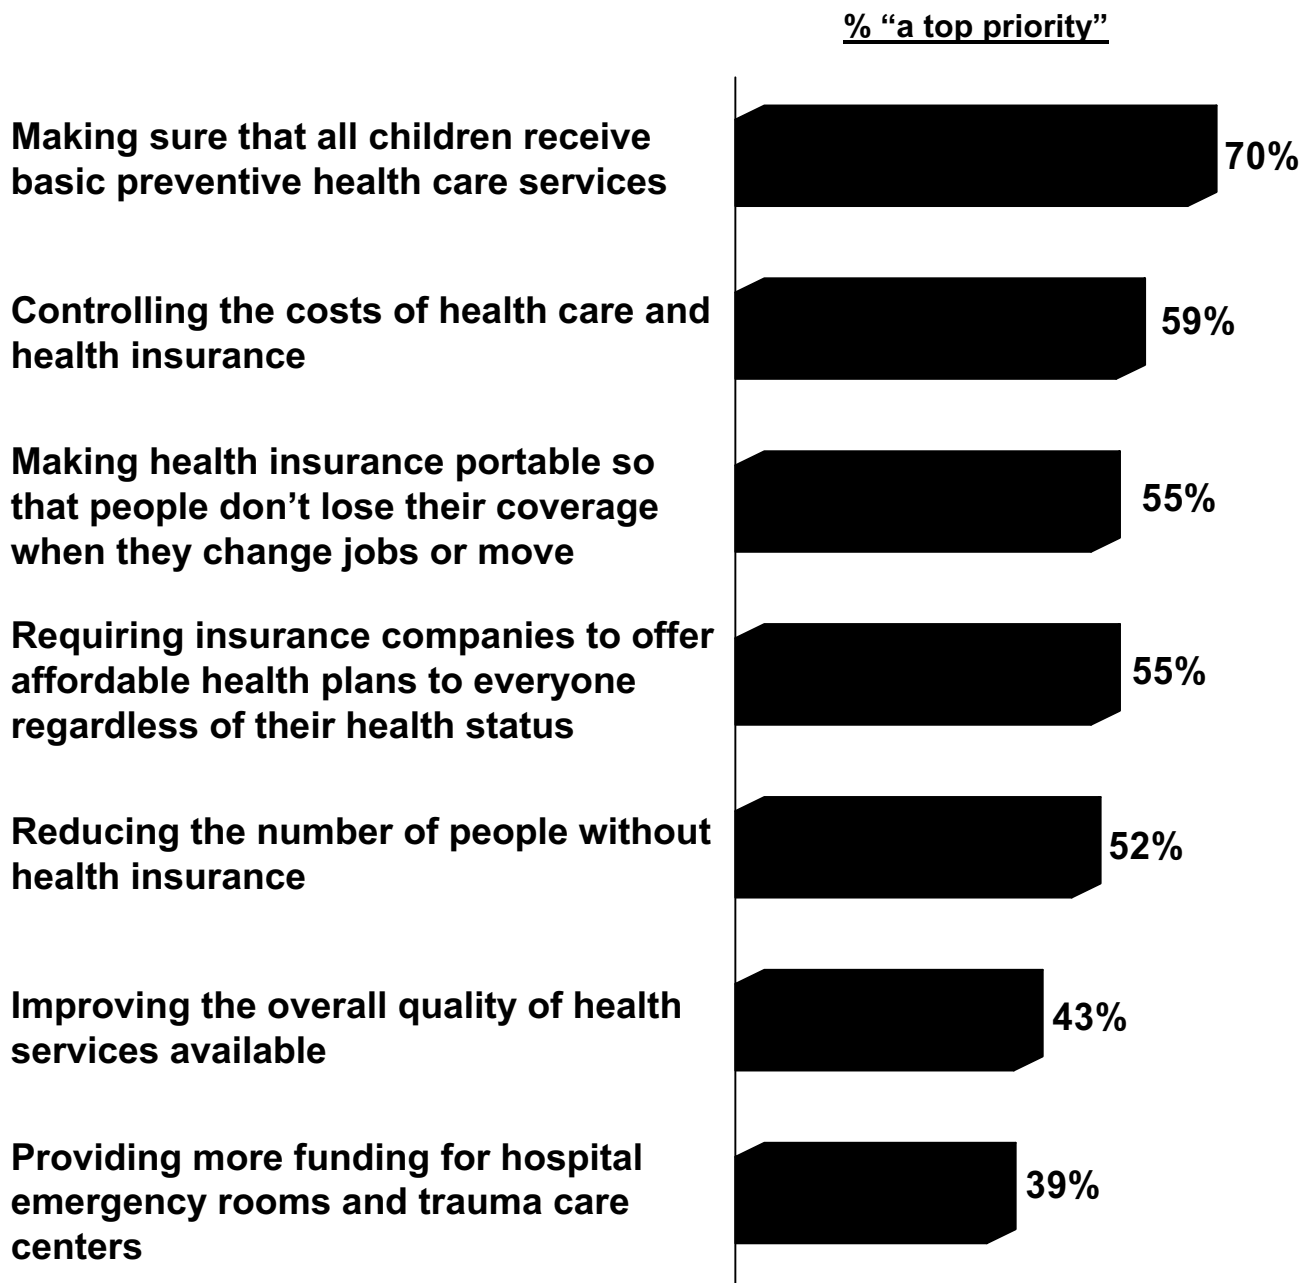 % “a top priority”
Making sure that all children receive
basic preventive health care services
70%
Controlling the costs of health care and
health insurance
59%
Making health insurance portable so
that people don’t lose their coverage
when they change jobs or move
55%
Requiring insurance companies to offer
affordable health plans to everyone
regardless of their health status
55%
Reducing the number of people without
health insurance
52%
Improving the overall quality of health
services available
43%
Providing more funding for hospital
emergency rooms and trauma care
centers
39%